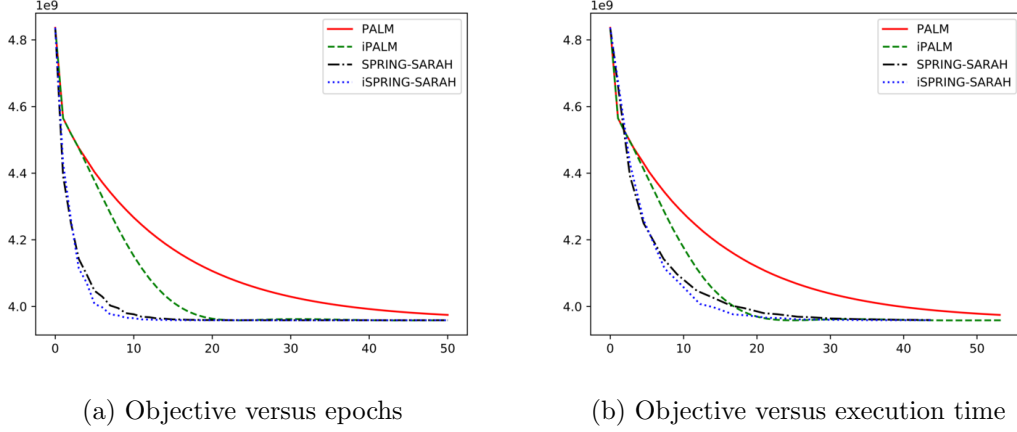 1e9
4.8
4.6
4.4
4.2
4.0
0
10
20
30
40
50
PALM
iPALM
SPRING-SARAH
iSPRING-SARAH
(a) Objective versus epochs
1e9
4.8
4.6
4.4
4.2
4.0
0
10
20
30
40
50
PALM
iPALM
SPRING-SARAH
iSPRING-SARAH
(b) Objective versus execution time